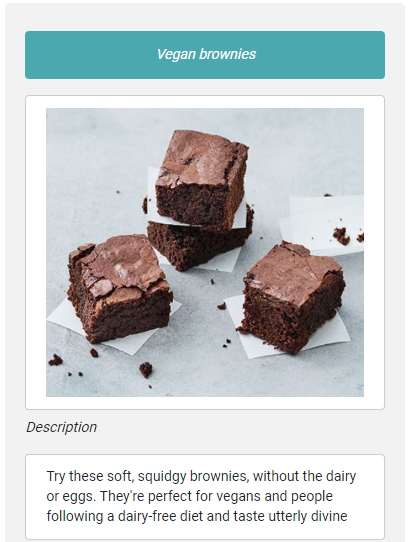 Vegan brownies
Description
Try these soft, squidgy brownies, without the dairy
or eggs. They're perfect for vegans and people
following a dairy-free diet and taste utterly divine